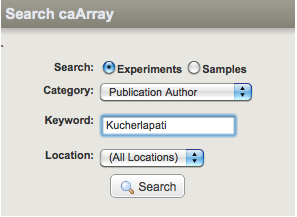 Search caArray
Search: Experiments Samples
Category: Publication Author
Keyword: Kucherlapati
Location: (All Locations)
Search